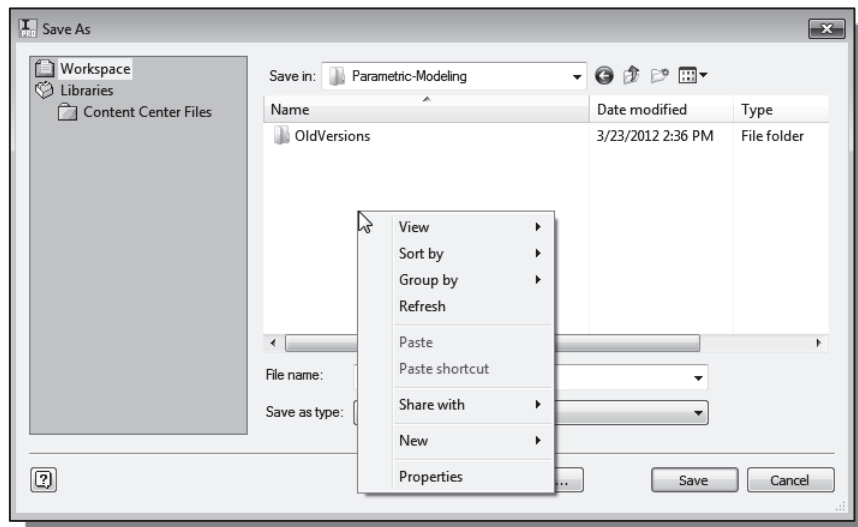 I PRO Save As
Workspace
Libraries
Content Center Files
Save in: Parametric-Modeling
Name Date modified Type
OldVersions 3/23/2012 2:36 PM File folder
View
Sort by
Group by
Refresh
Paste
Paste shortcut
File name:
Share with
Save as type:
New
Properties
? ... Save Cancel